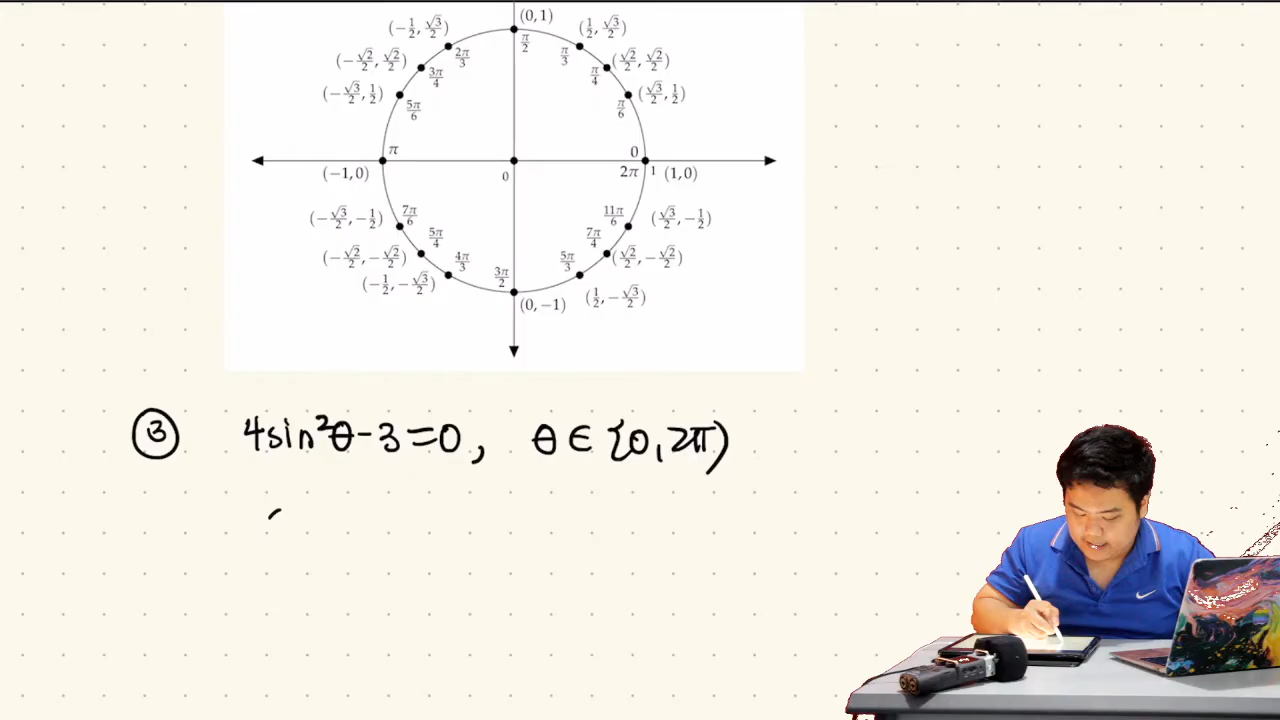 (0, 1)
(−1/2, √3/2) (1/2, √3/2)
π/2
2π/3 π/3
(−√2/2, √2/2) (√2/2, √2/2)
3π/4 π/4
(−√3/2, 1/2) (√3/2, 1/2)
5π/6 π/6
π 0
(−1, 0) 0 2π 1 (1, 0)
(−√3/2, −1/2) 7π/6 11π/6 (√3/2, −1/2)
5π/4 7π/4
(−√2/2, −√2/2) 4π/3 5π/3 (√2/2, −√2/2)
(−1/2, −√3/2) 3π/2 (1/2, −√3/2)
(0, −1)
③ 4sin²θ-3=0, θ∈{0,2π)